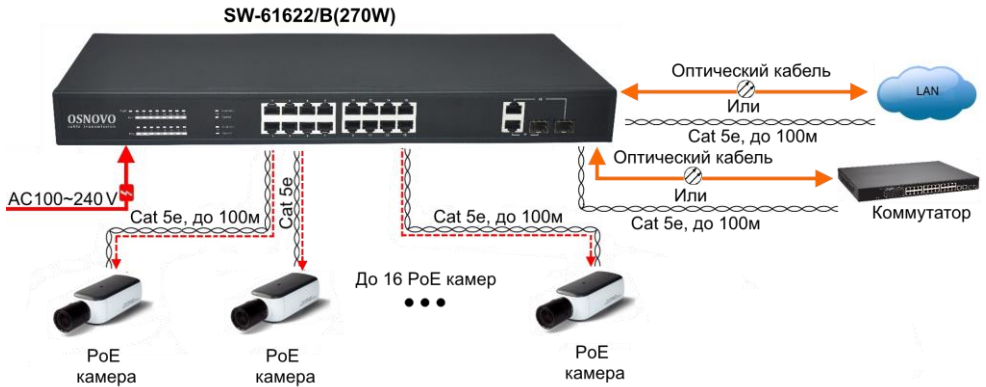 SW-61622/B(270W)
OSNOVO
cable transmission
Оптический кабель
Или
Cat 5e, до 100м
LAN
Оптический кабель
Или
Cat 5e, до 100м
Коммутатор
AC100~240 V
Cat 5e, до 100м
Cat 5e
Cat 5e, до 100м
До 16 PoE камер
PoE
камера
PoE
камера
PoE
камера